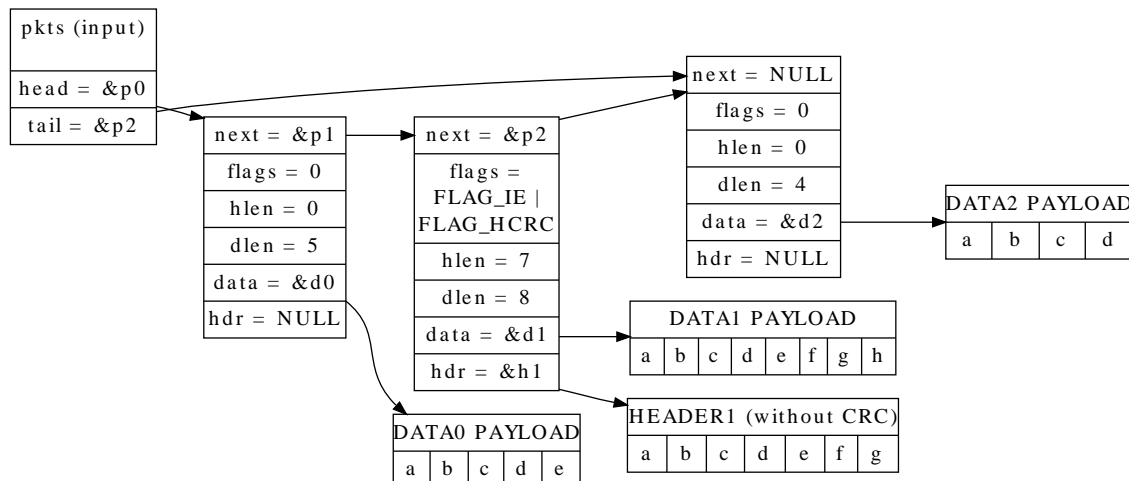 pkts (input)
head = &p0
tail = &p2
next = &p1
flags = 0
hlen = 0
dlen = 5
data = &d0
hdr = NULL
next = &p2
flags =
FLAG_IE |
FLAG_HCRC
hlen = 7
dlen = 8
data = &d1
hdr = &h1
next = NULL
flags = 0
hlen = 0
dlen = 4
data = &d2
hdr = NULL
DATA2 PAYLOAD
a b c d
DATA1 PAYLOAD
a b c d e f g h
HEADER1 (without CRC)
a b c d e f g
DATA0 PAYLOAD
a b c d e